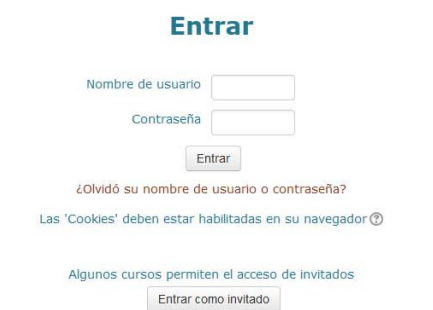 Entrar
Nombre de usuario
Contraseña
Entrar
¿Olvidó su nombre de usuario o contraseña?
Las 'Cookies' deben estar habilitadas en su navegador ?
Algunos cursos permiten el acceso de invitados
Entrar como invitado